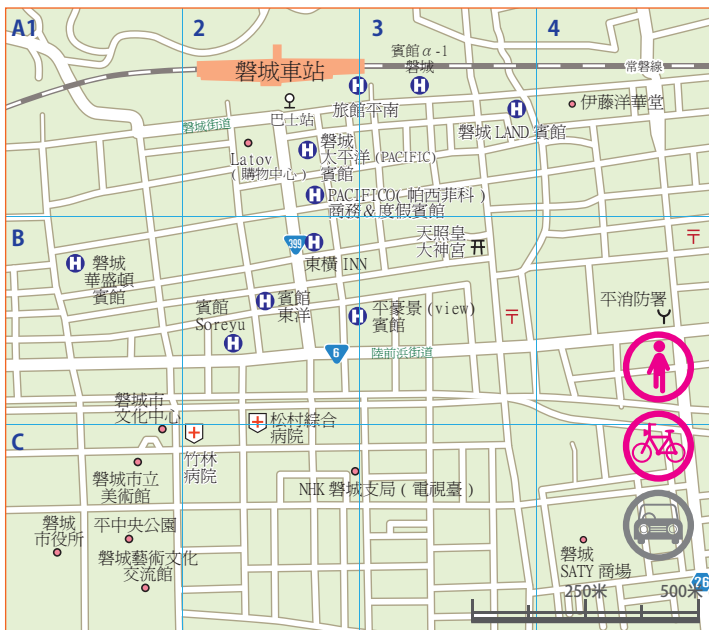 A1
2
3
4
磐城車站
賓館α-1
磐城
常磐線
旅館平南
巴士站
伊藤洋華堂
磐城街道
磐城 LAND 賓館
磐城
太平洋 (PACIFIC)
賓館
Latov
( 購物中心 )
PACIFICO( 帕西菲科 )
商務&度假賓館
B
天照皇
大神宮
399
東橫 INN
磐城
華盛頓
賓館
賓館
東洋
平消防署
賓館
Soreyu
平豪景 (view)
賓館
6
陸前浜街道
磐城市
文化中心
松村綜合
病院
C
竹林
病院
磐城市立
美術館
NHK 磐城支局 ( 電視臺 )
磐城
市役所
平中央公園
磐城藝術文化
交流館
磐城
SATY 商場
250米
500米